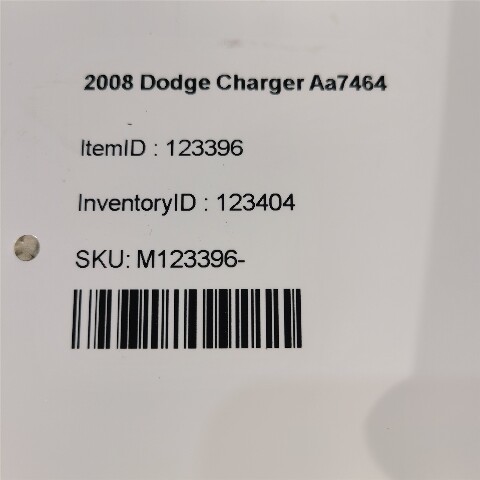 2008 Dodge Charger Aa7464
ItemID : 123396
InventoryID : 123404
SKU: M123396-